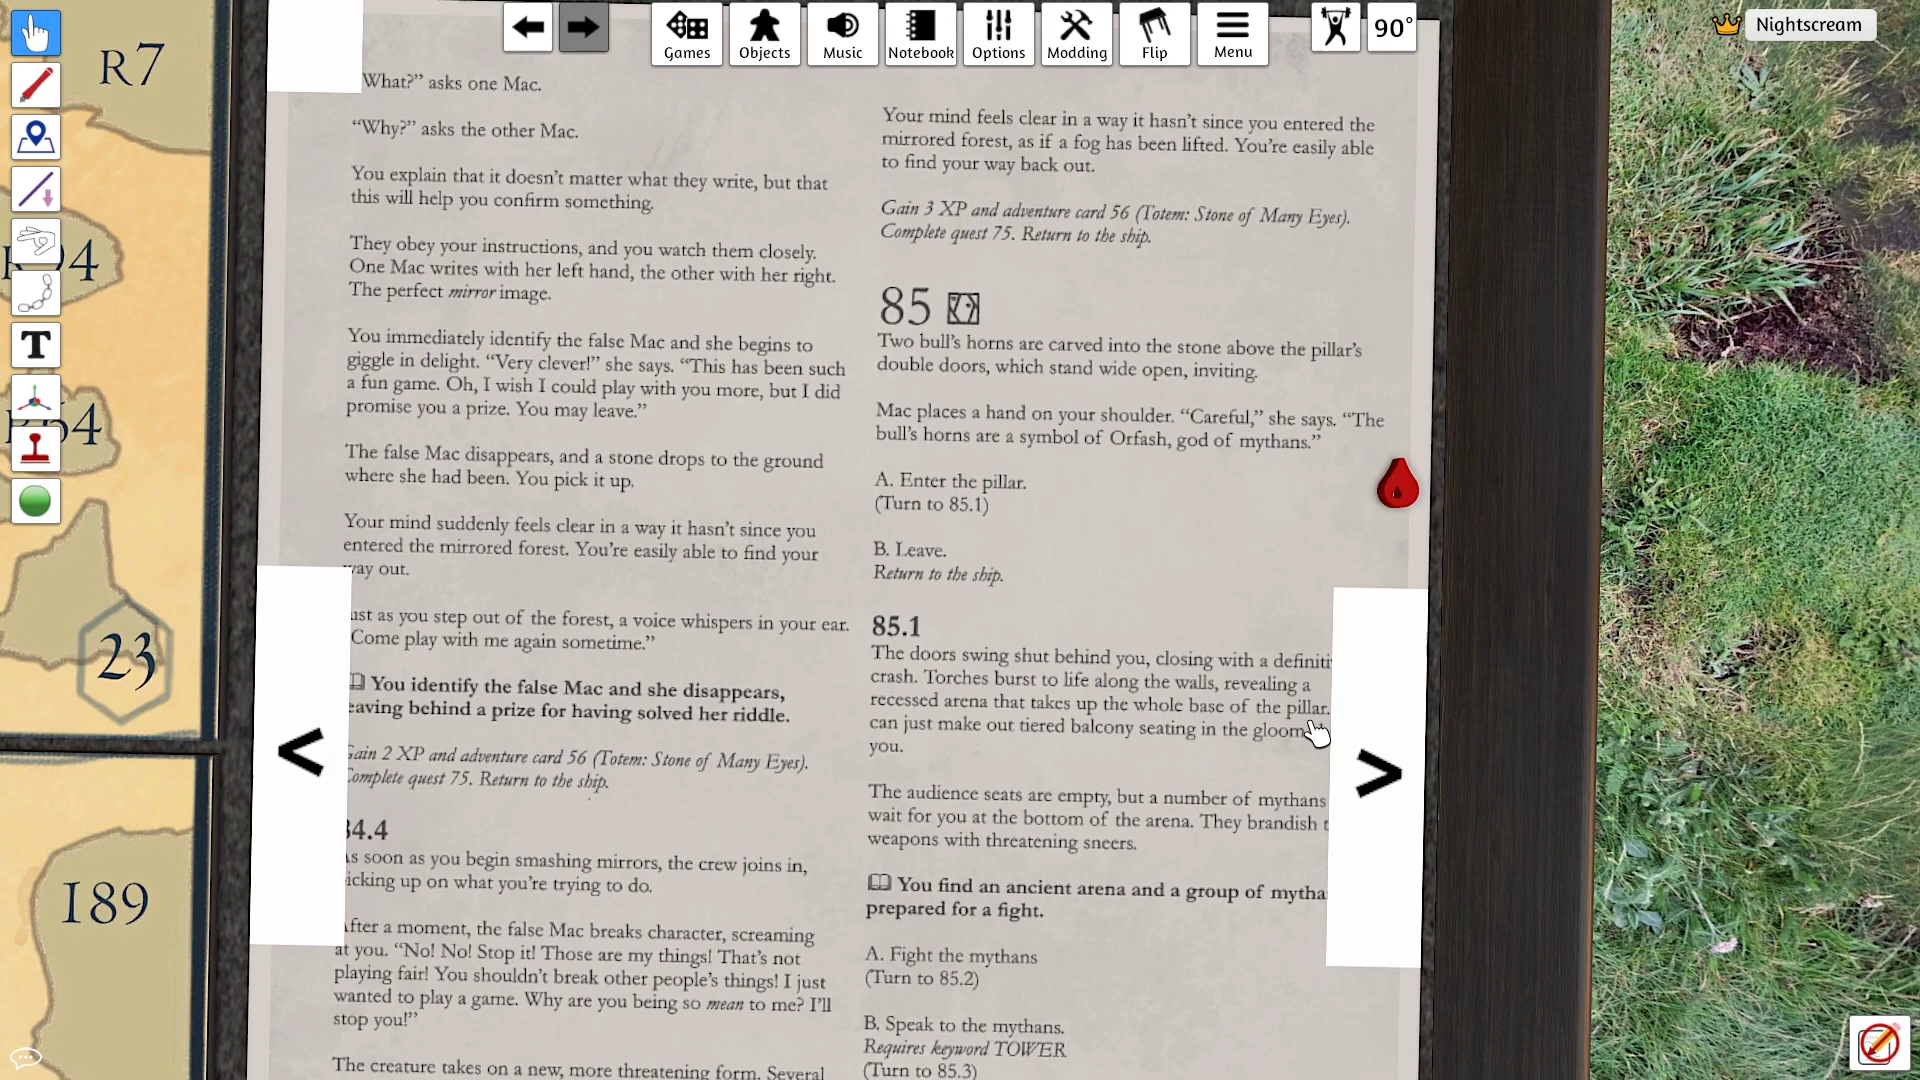 Games
Objects
Music
Notebook
Options
Modding
Flip
Menu
90°
Nightscream
R7
94
64
23
189
What?” asks one Mac.
“Why?” asks the other Mac.
You explain that it doesn’t matter what they write, but that
this will help you confirm something.
They obey your instructions, and you watch them closely.
One Mac writes with her left hand, the other with her right.
The perfect mirror image.
You immediately identify the false Mac and she begins to
giggle in delight. “Very clever!” she says. “This has been such
a fun game. Oh, I wish I could play with you more, but I did
promise you a prize. You may leave.”
The false Mac disappears, and a stone drops to the ground
where she had been. You pick it up.
Your mind suddenly feels clear in a way it hasn’t since you
entered the mirrored forest. You’re easily able to find your
way out.
ust as you step out of the forest, a voice whispers in your ear.
Come play with me again sometime.”
You identify the false Mac and she disappears,
eaving behind a prize for having solved her riddle.
Gain 2 XP and adventure card 56 (Totem: Stone of Many Eyes).
Complete quest 75. Return to the ship.
84.4
As soon as you begin smashing mirrors, the crew joins in,
icking up on what you’re trying to do.
After a moment, the false Mac breaks character, screaming
at you. “No! No! Stop it! Those are my things! That’s not
playing fair! You shouldn’t break other people’s things! I just
wanted to play a game. Why are you being so mean to me? I’ll
stop you!”
The creature takes on a new, more threatening form. Several
Your mind feels clear in a way it hasn’t since you entered the
mirrored forest, as if a fog has been lifted. You’re easily able
to find your way back out.
Gain 3 XP and adventure card 56 (Totem: Stone of Many Eyes).
Complete quest 75. Return to the ship.
85
Two bull’s horns are carved into the stone above the pillar’s
double doors, which stand wide open, inviting.
Mac places a hand on your shoulder. “Careful,” she says. “The
bull’s horns are a symbol of Orfash, god of mythans.”
A. Enter the pillar.
(Turn to 85.1)
B. Leave.
Return to the ship.
85.1
The doors swing shut behind you, closing with a definiti
crash. Torches burst to life along the walls, revealing a
recessed arena that takes up the whole base of the pillar.
can just make out tiered balcony seating in the gloom
you.
The audience seats are empty, but a number of mythans
wait for you at the bottom of the arena. They brandish t
weapons with threatening sneers.
You find an ancient arena and a group of mytha
prepared for a fight.
A. Fight the mythans
(Turn to 85.2)
B. Speak to the mythans.
Requires keyword TOWER
(Turn to 85.3)
<
>